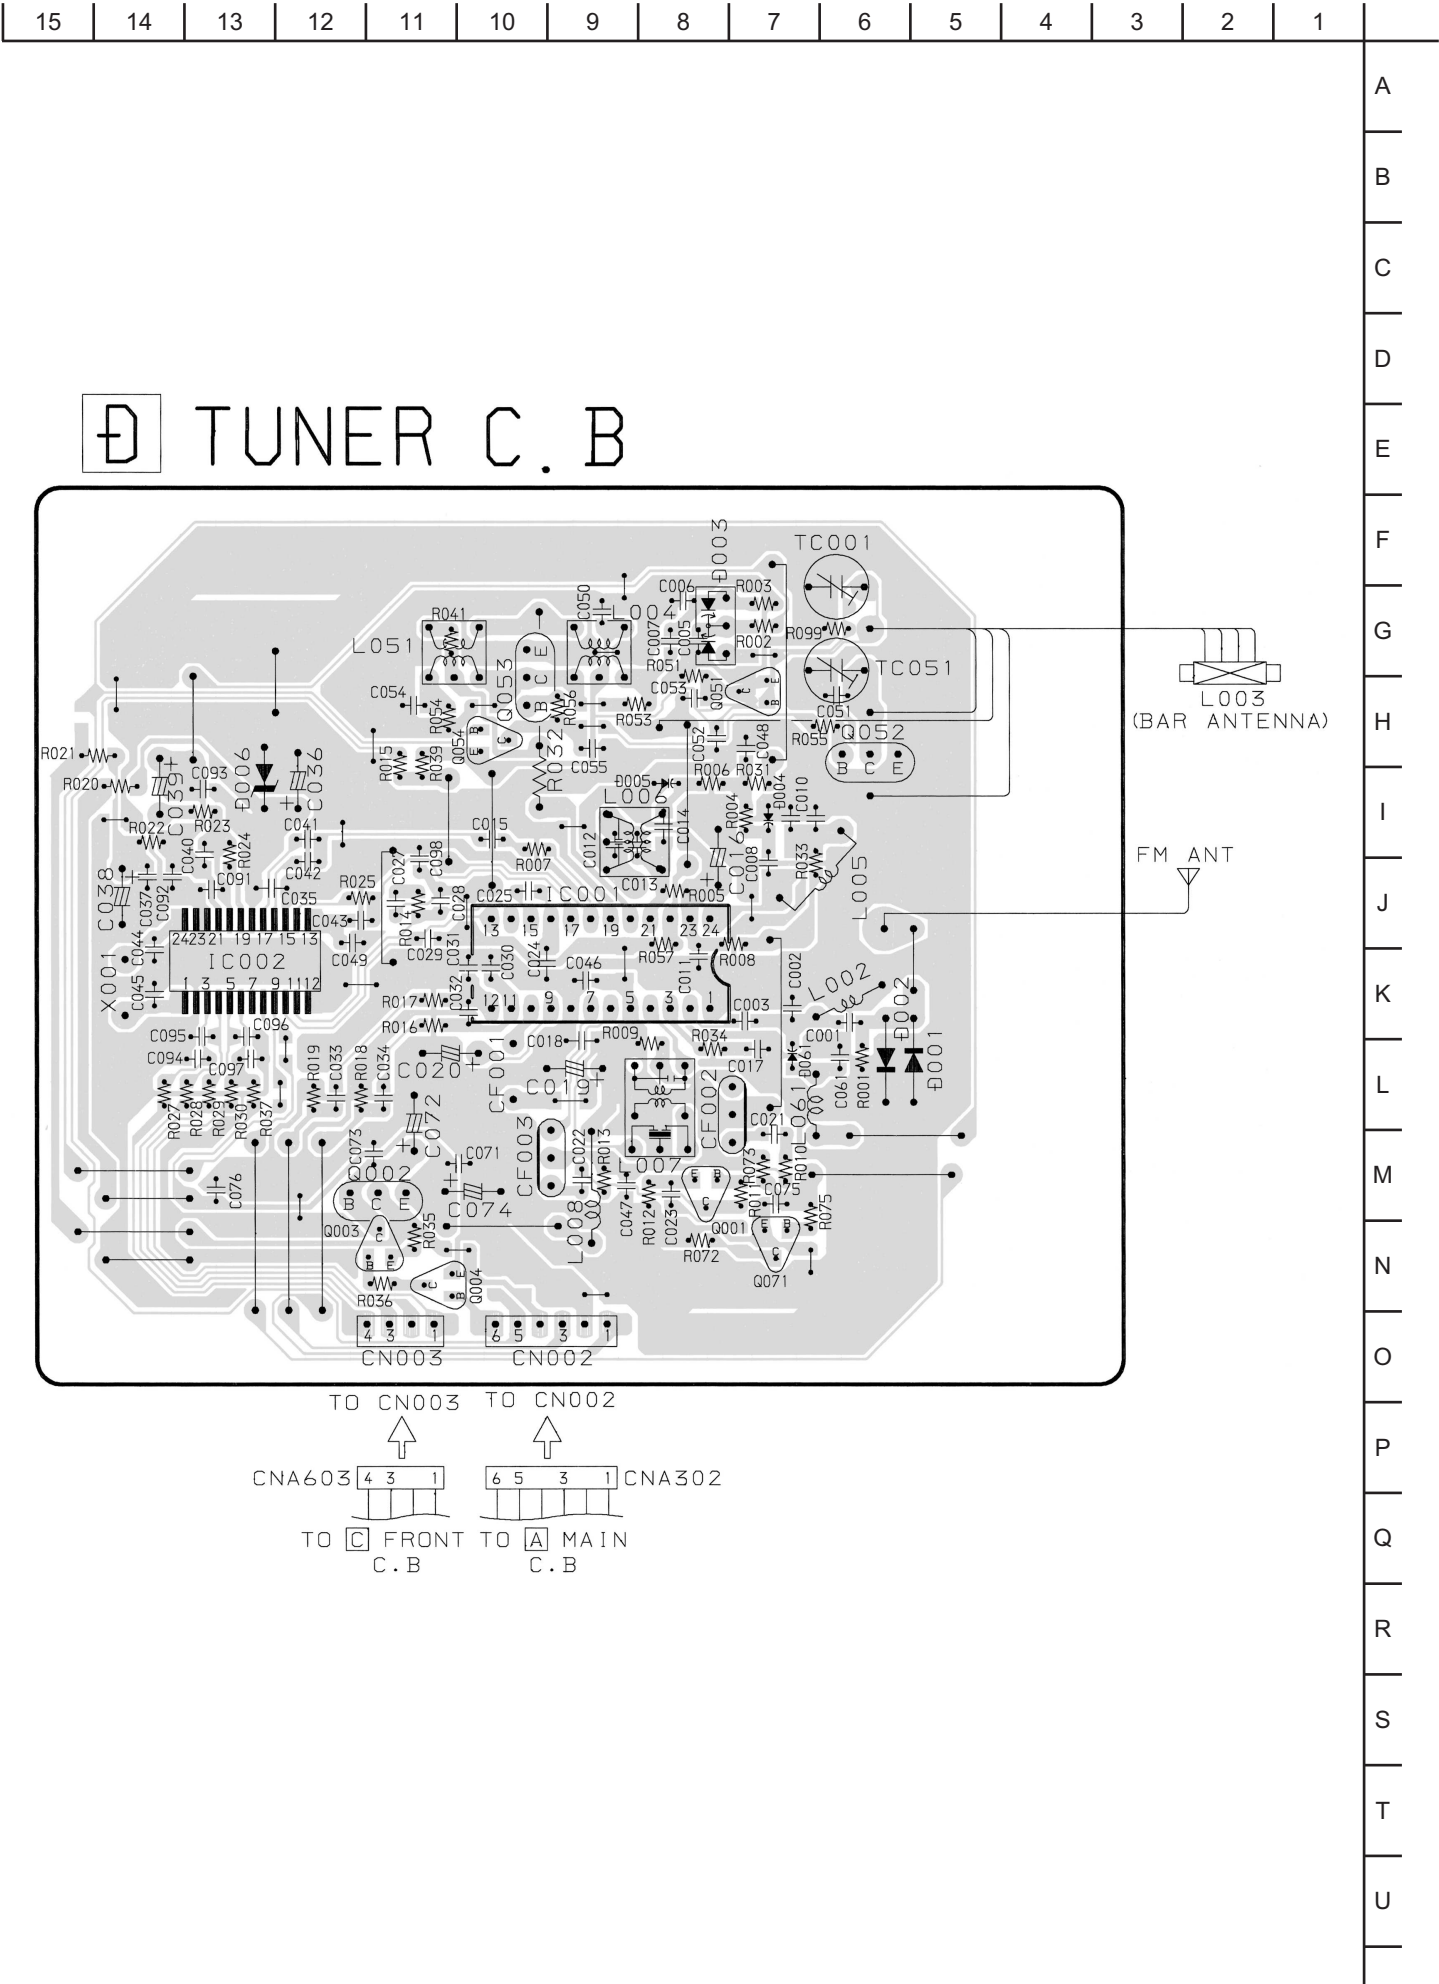 15 14 13 12 11 10 9 8 7 6 5 4 3 2 1
A
B
C
D
E
D TUNER C.B
F
D003
TC001
C006
R003
C050
L004
G
R041
L051
C007
C005
R002
R099
Q053
E
C
B
R051
TC051
L003
(BAR ANTENNA)
H
C054
R054
Q054
B
C
E
R056
R053
C053
Q051
C
E
B
C051
R055
Q052
B C E
C052
C048
R021
R020
C039
C093
D006
C036
R015
R039
R032
C055
D005
R006
R031
D004
C010
I
R022
R023
C040
R024
C041
C042
C027
C098
C015
R007
C012
C013
C014
R004
C016
C008
R033
L005
FM ANT
J
C038
C037
C092
C091
C035
R025
R014
C028
C025
IC001
R005
C043
C049
C029
C031
13 15 17 19 21 23 24
C044
X001
C045
24 23 21 19 17 15 13
IC002
1 3 5 7 9 11 12
C032
C030
C024
C046
R057
C011
R008
C002
L002
D002
K
R017
R016
12 11 9 7 5 3 1
C003
C001
C095
C096
C094
C097
C020
CF001
C018
C019
R009
R034
C017
D061
C061
R001
D001
L
R027
R028
R029
R030
R037
R019
C033
R018
C034
C072
CF002
L061
C021
M
C073
Q002
B C E
C071
C074
CF003
C022
R013
L007
R073
R010
C076
L008
C047
R012
C023
E B
C
Q001
R011
C075
R075
N
Q003
C
B E
R035
R036
Q004
C
E
B
R072
E B
C
Q071
O
4 3 1
CN003
6 5 3 1
CN002
TO CN003 TO CN002
P
CNA603 4 3 1
6 5 3 1 CNA302
Q
TO C FRONT
C.B
TO A MAIN
C.B
R
S
T
U